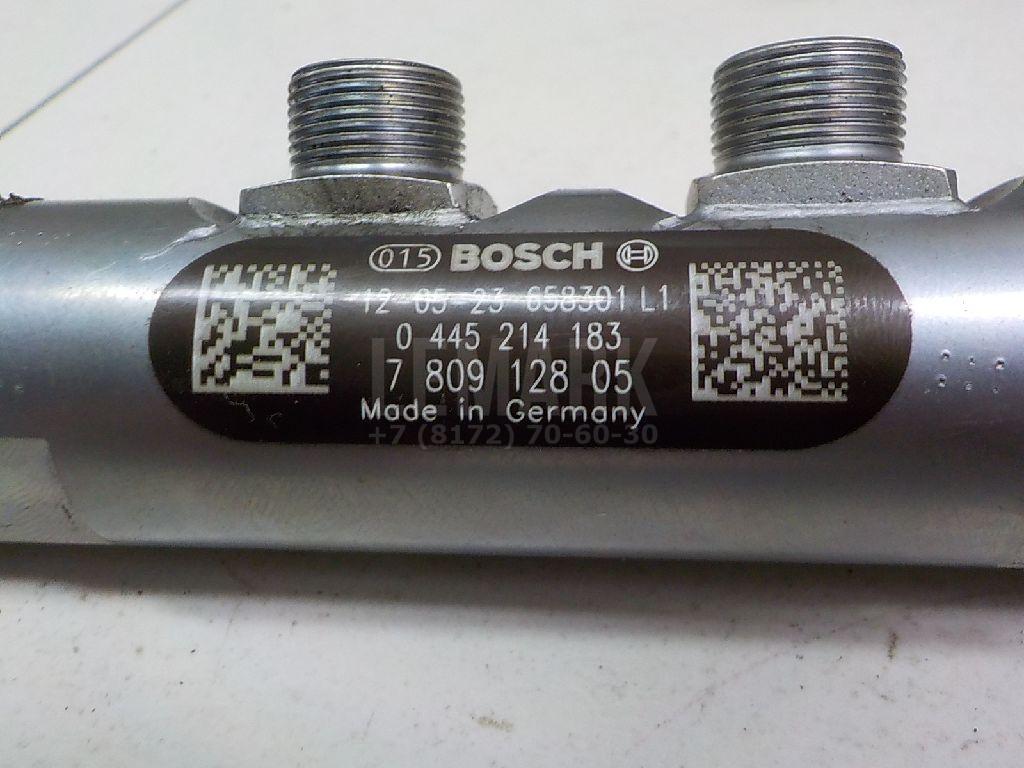 015 BOSCH
12 05 23 658301 L1
0 445 214 183
7 809 128 05
Made in Germany
+7 (8172) 70-60-30